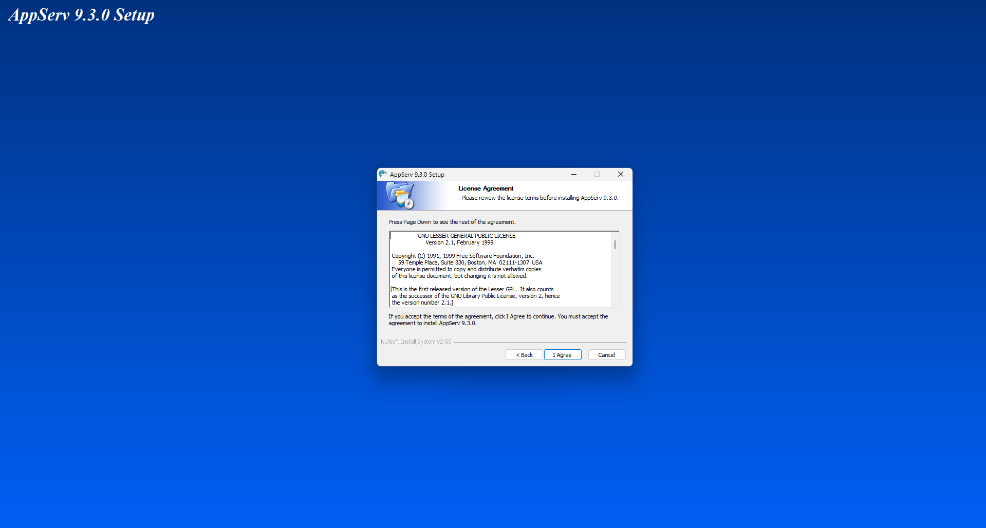 AppServ 9.3.0 Setup
AppServ 9.3.0 Setup
License Agreement
Please review the license terms before installing AppServ 9.3.0.
Press Page Down to see the rest of the agreement.
GNU LESSER GENERAL PUBLIC LICENSE
Version 2.1, February 1999
Copyright (C) 1991, 1999 Free Software Foundation, Inc.
59 Temple Place, Suite 330, Boston, MA 02111-1307 USA
Everyone is permitted to copy and distribute verbatim copies
of this license document, but changing it is not allowed.
[This is the first released version of the Lesser GPL. It also counts
as the successor of the GNU Library Public License, version 2, hence
the version number 2.1.]
If you accept the terms of the agreement, click I Agree to continue. You must accept the
agreement to install AppServ 9.3.0.
Nullsoft Install System v2.50
< Back
I Agree
Cancel